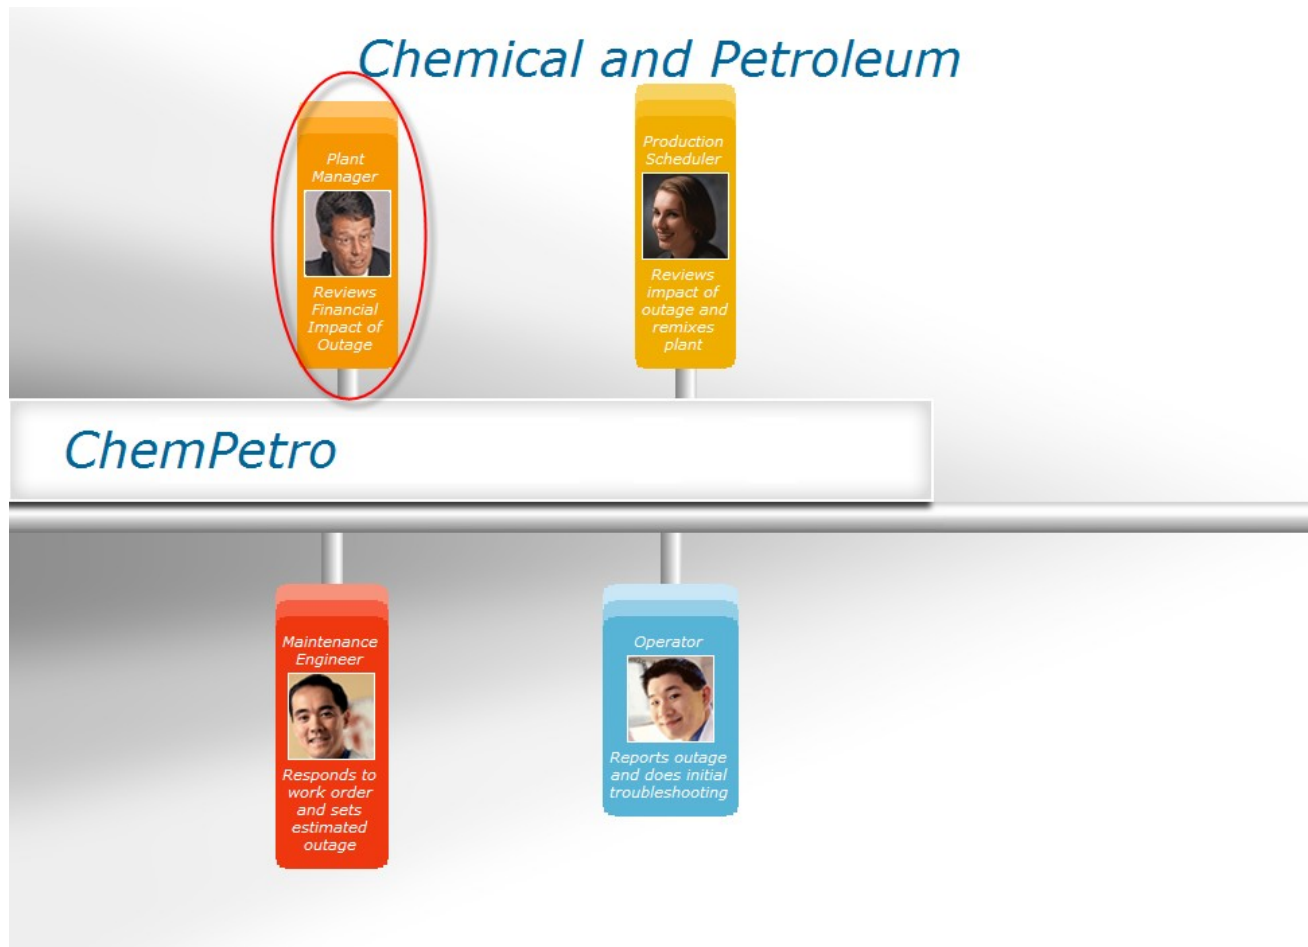 Chemical and Petroleum
Plant
Manager
Reviews
Financial
Impact of
Outage
Production
Scheduler
Reviews
impact of
outage and
remixes
plant
ChemPetro
Maintenance
Engineer
Responds to
work order
and sets
estimated
outage
Operator
Reports outage
and does initial
troubleshooting